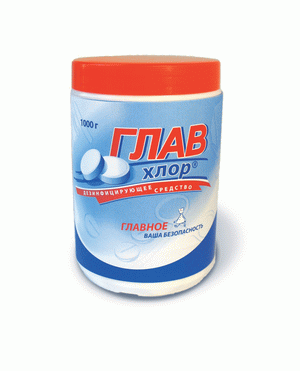 1000 г
ГЛАВ
ХЛОР®
ДЕЗИНФИЦИРУЮЩЕЕ СРЕДСТВО
ГЛАВНОЕ
ВАША БЕЗОПАСНОСТЬ